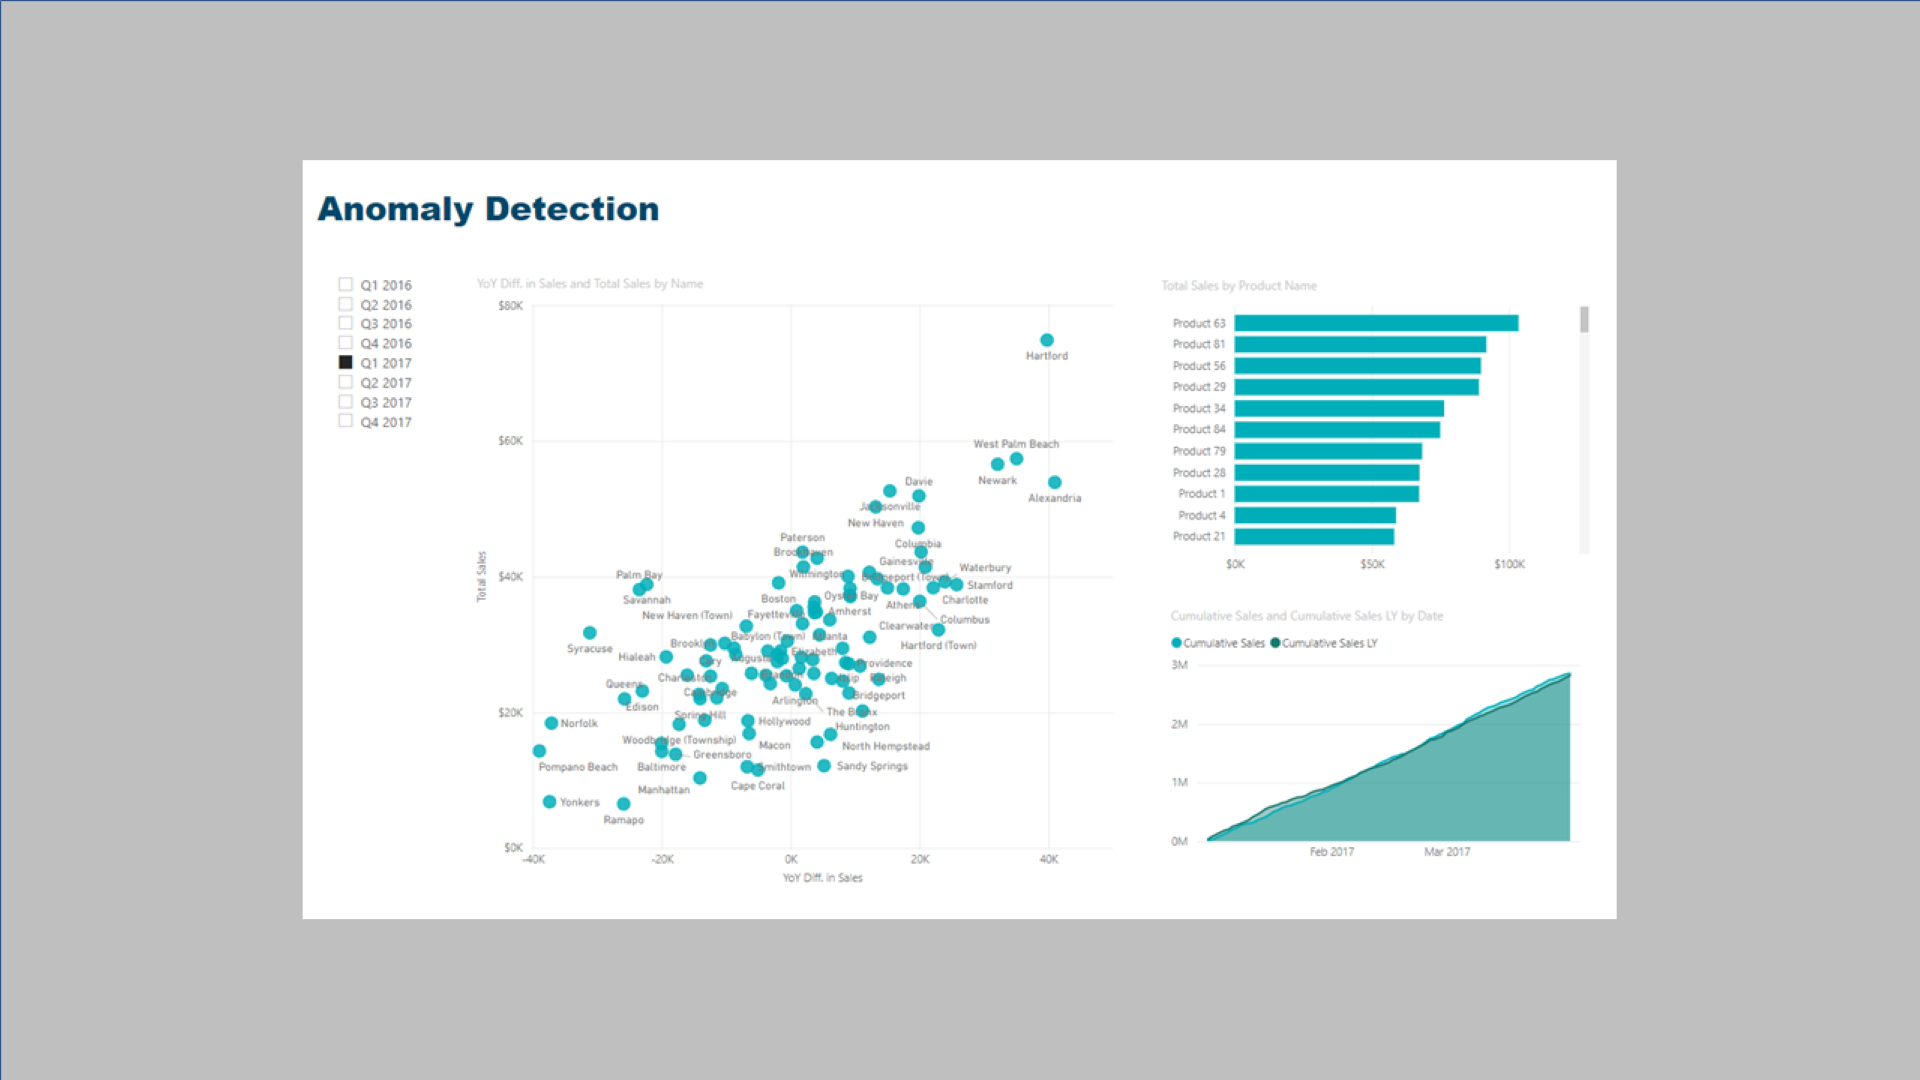 Anomaly Detection
Q1 2016
Q2 2016
Q3 2016
Q4 2016
Q1 2017
Q2 2017
Q3 2017
Q4 2017
YoY Diff. in Sales and Total Sales by Name
$80K
$60K
$40K
$20K
$0K
Total Sales
Hartford
West Palm Beach
Newark
Alexandria
Davie
Jacksonville
New Haven
Paterson
Columbia
Brookhaven
Gainesville
Waterbury
Wilmington
Bridgeport (Town)
Stamford
Palm Bay
Savannah
Boston
Oyster Bay
Athens
Charlotte
New Haven (Town)
Fayetteville
Amherst
Columbus
Clearwater
Syracuse
Brooklyn
Babylon (Town)
Atlanta
Hartford (Town)
Hialeah
Cary
Augusta
Elizabeth
Providence
Queens
Charleston
Islip
Raleigh
Cambridge
Arlington
Bridgeport
Edison
Spring Hill
The Bronx
Norfolk
Hollywood
Huntington
Woodbridge (Township)
Macon
North Hempstead
Greensboro
Pompano Beach
Baltimore
Smithtown
Sandy Springs
Manhattan
Cape Coral
Yonkers
Ramapo
-40K
-20K
0K
20K
40K
YoY Diff. in Sales
Total Sales by Product Name
Product 63
Product 81
Product 56
Product 29
Product 34
Product 84
Product 79
Product 28
Product 1
Product 4
Product 21
$0K
$50K
$100K
Cumulative Sales and Cumulative Sales LY by Date
Cumulative Sales Cumulative Sales LY
3M
2M
1M
0M
Feb 2017
Mar 2017